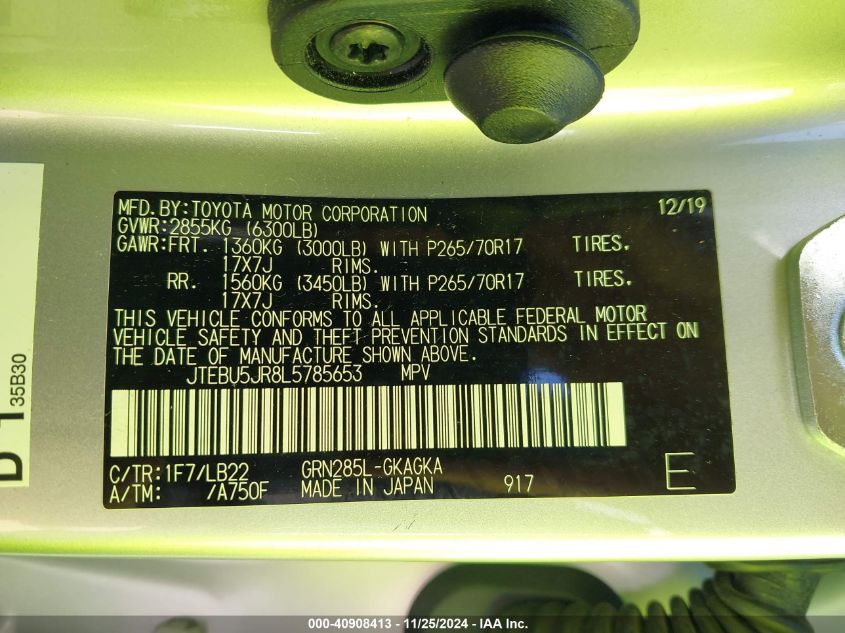 MFD.BY:TOYOTA MOTOR CORPORATION 12/19
GVWR:2855KG (6300LB)
GAWR:FRT. 1360KG (3000LB) WITH P265/70R17 TIRES.
17X7J RIMS.
RR. 1560KG (3450LB) WITH P265/70R17 TIRES.
17X7J RIMS.
THIS VEHICLE CONFORMS TO ALL APPLICABLE FEDERAL MOTOR
VEHICLE SAFETY AND THEFT PREVENTION STANDARDS IN EFFECT ON
THE DATE OF MANUFACTURE SHOWN ABOVE.
JTEBU5JR8L5785653 MPV
C/TR:1F7/LB22 GRN285L-GKAGKA
A/TM: /A750F MADE IN JAPAN 917 E
35B30
000-40908413 - 11/25/2024 - IAA Inc.